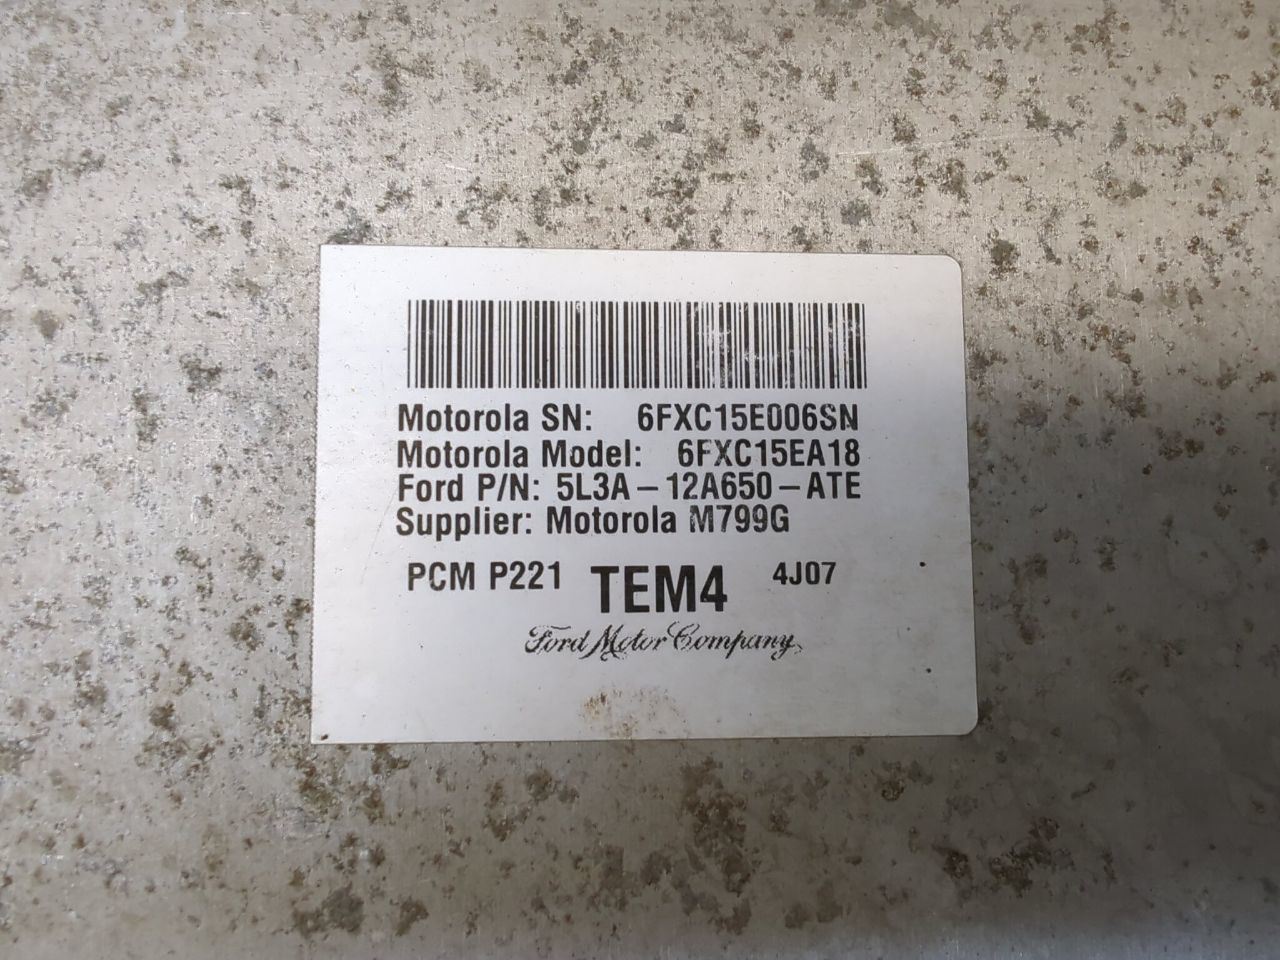 Motorola SN: 6FXC15E006SN
Motorola Model: 6FXC15EA18
Ford P/N: 5L3A-12A650-ATE
Supplier: Motorola M799G
PCM P221 TEM4 4J07
Ford Motor Company